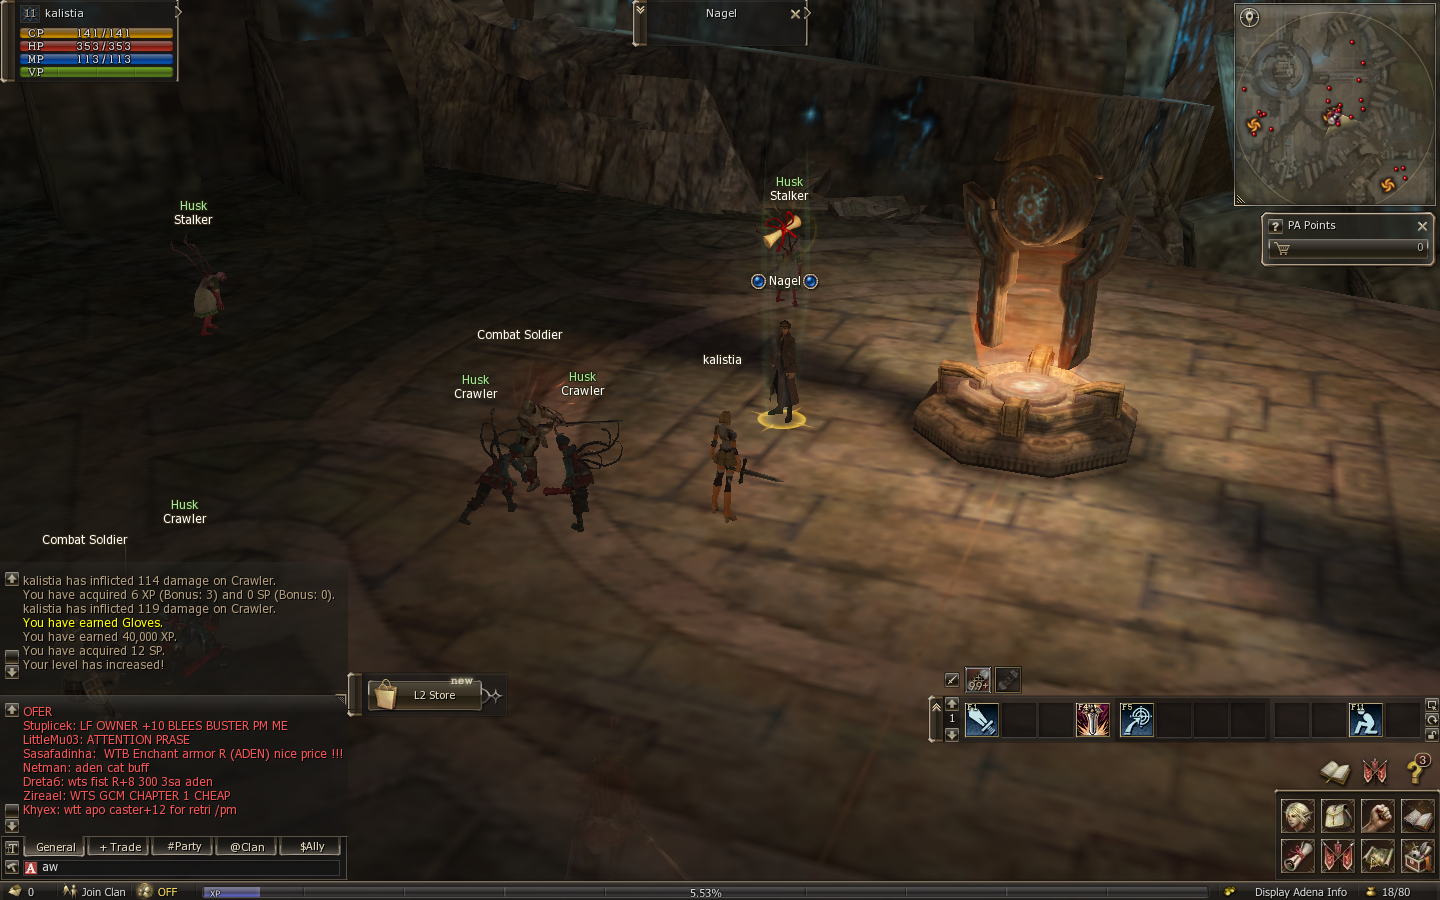 11 kalistia
CP 141/141
HP 353/353
MP 113/113
VP
Nagel
PA Points
0
Husk
Stalker
Husk
Stalker
Nagel
Combat Soldier
kalistia
Husk
Crawler
Husk
Crawler
Husk
Crawler
Combat Soldier
kalistia has inflicted 114 damage on Crawler.
You have acquired 6 XP (Bonus: 3) and 0 SP (Bonus: 0).
kalistia has inflicted 119 damage on Crawler.
You have earned Gloves.
You have earned 40,000 XP.
You have acquired 12 SP.
Your level has increased!
new
L2 Store
OFER
Stuplicek: LF OWNER +10 BLEES BUSTER PM ME
LittleMu03: ATTENTION PRASE
Sasafadinha: WTB Enchant armor R (ADEN) nice price !!!
Netman: aden cat buff
Dreta6: wts fist R+8 300 3sa aden
Zireael: WTS GCM CHAPTER 1 CHEAP
Khyex: wtt apo caster+12 for retri /pm
General + Trade #Party @Clan $Ally
A aw
99+
1
F1 F4 F5 F11
3
0 Join Clan OFF XP 5.53% Display Adena Info 18/80